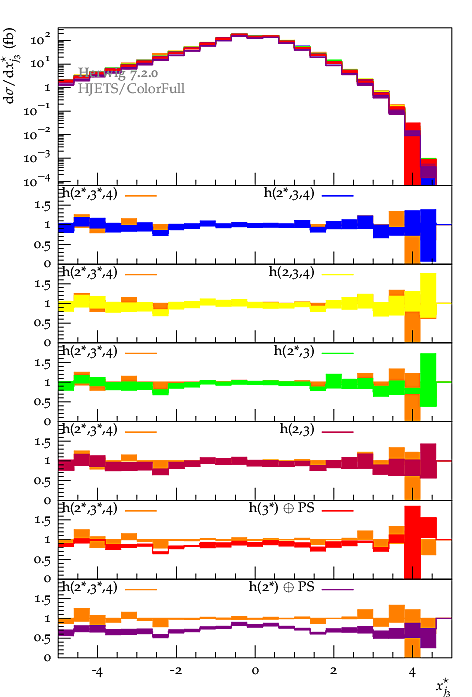 dσ/dx*j3 (fb)
10^2
10^1
1
10^−1
10^−2
10^−3
10^−4
Herwig 7.2.0
HJETS/ColorFull
h(2*,3*,4) h(2*,3,4)
1.5
1
0.5
0
h(2*,3*,4) h(2,3,4)
1.5
1
0.5
0
h(2*,3*,4) h(2*,3)
1.5
1
0.5
0
h(2*,3*,4) h(2,3)
1.5
1
0.5
0
h(2*,3*,4) h(3*) ⊕ PS
1.5
1
0.5
0
h(2*,3*,4) h(2*) ⊕ PS
1.5
1
0.5
0
-4 -2 0 2 4
x*j3